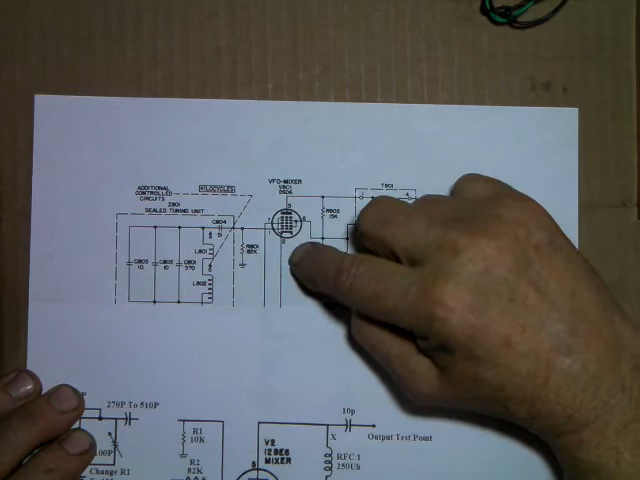 VFO-MIXER
V801
ADDITIONAL
CONTROLLED
CIRCUITS
KILOCYCLES
T801
Z801
SEALED TUNING UNIT
C804
R802
R801
82K
L801
L802
C803
10
C802
10
C801
370
270P To 510P
R1
10K
R2
82K
Change R3
V2
12BE6
MIXER
10p
Output Test Point
X
RFC 1
250Uh